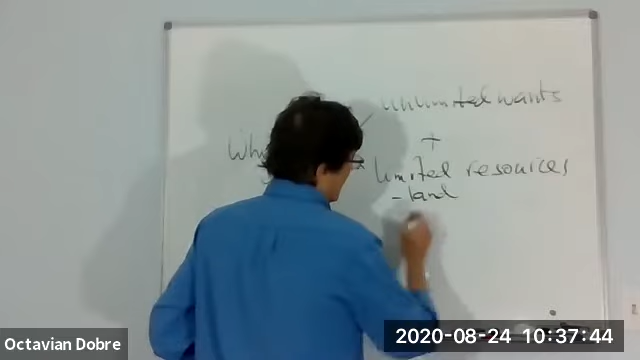 unlimited wants
+
limited resources
- land
Octavian Dobre
2020-08-24 10:37:44